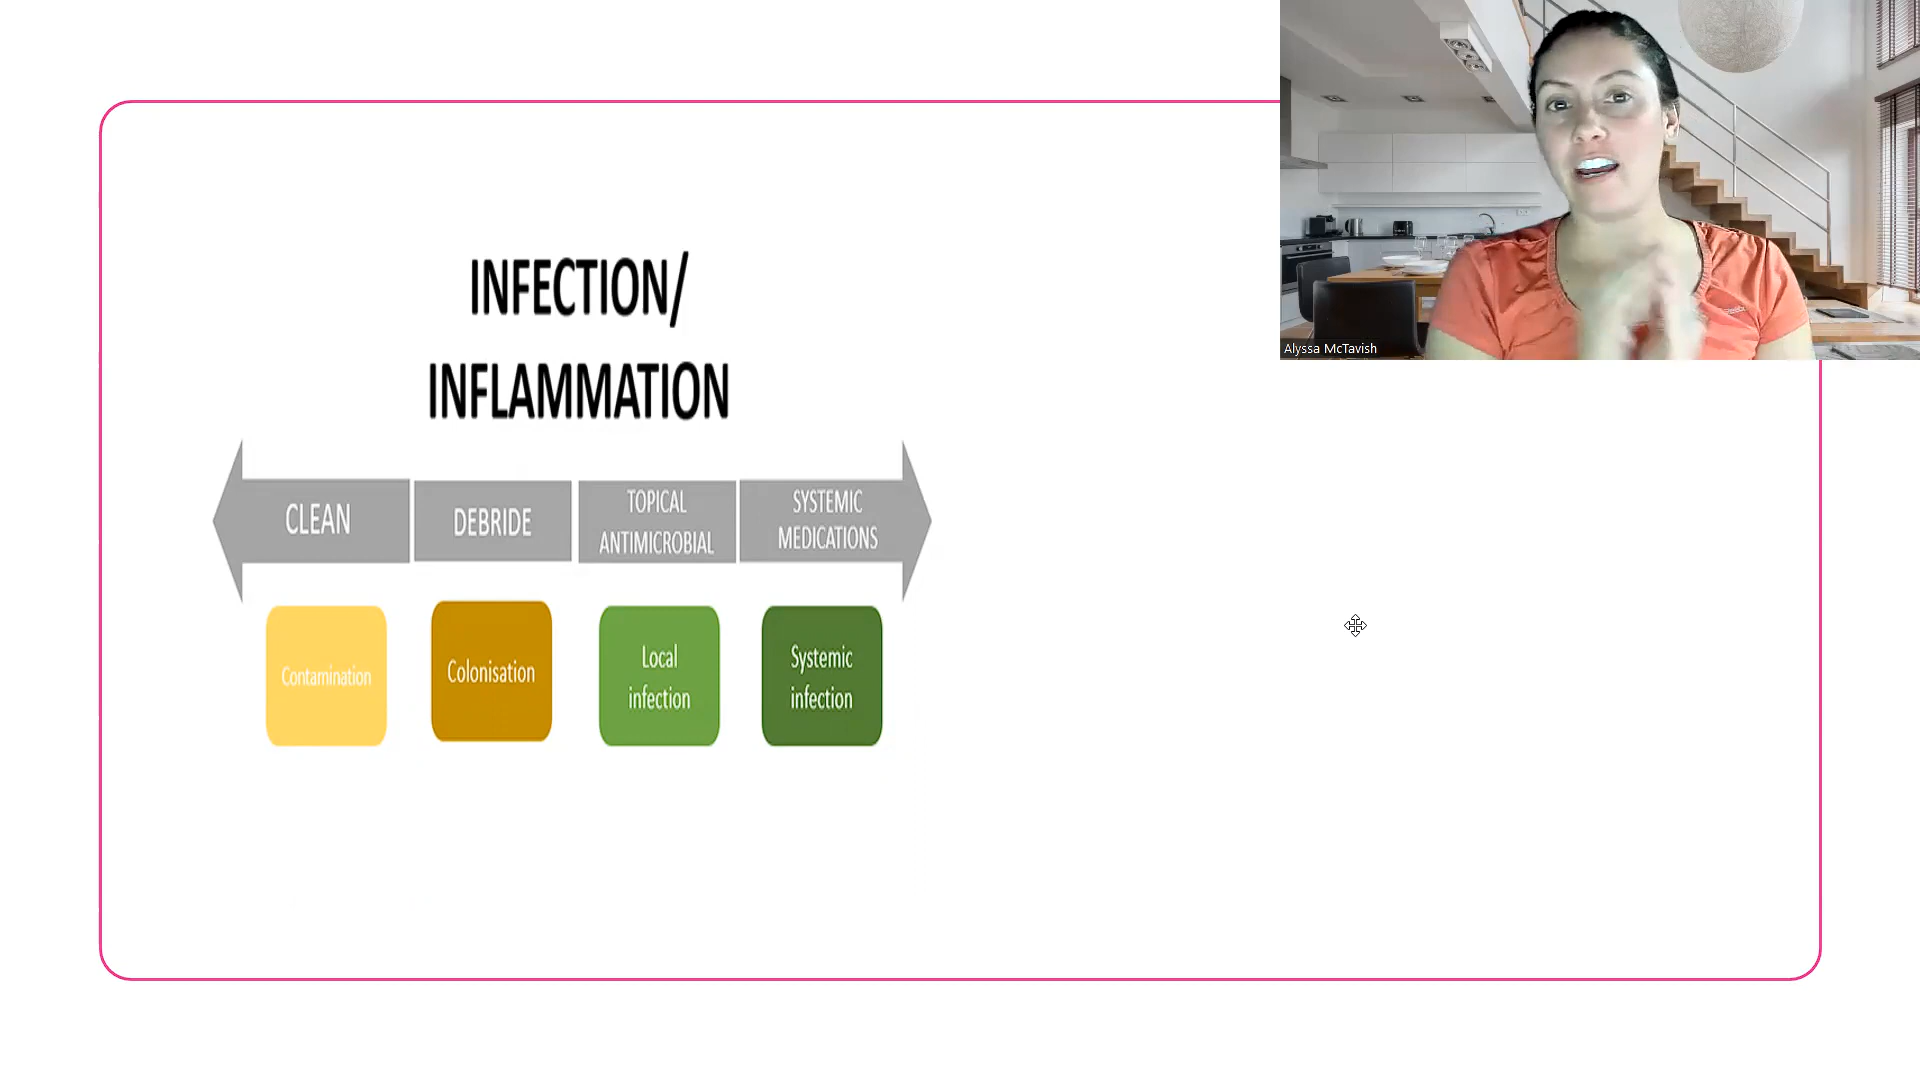 INFECTION/
INFLAMMATION
CLEAN
DEBRIDE
TOPICAL
ANTIMICROBIAL
SYSTEMIC
MEDICATIONS
Contamination
Colonisation
Local
infection
Systemic
infection
Alyssa McTavish